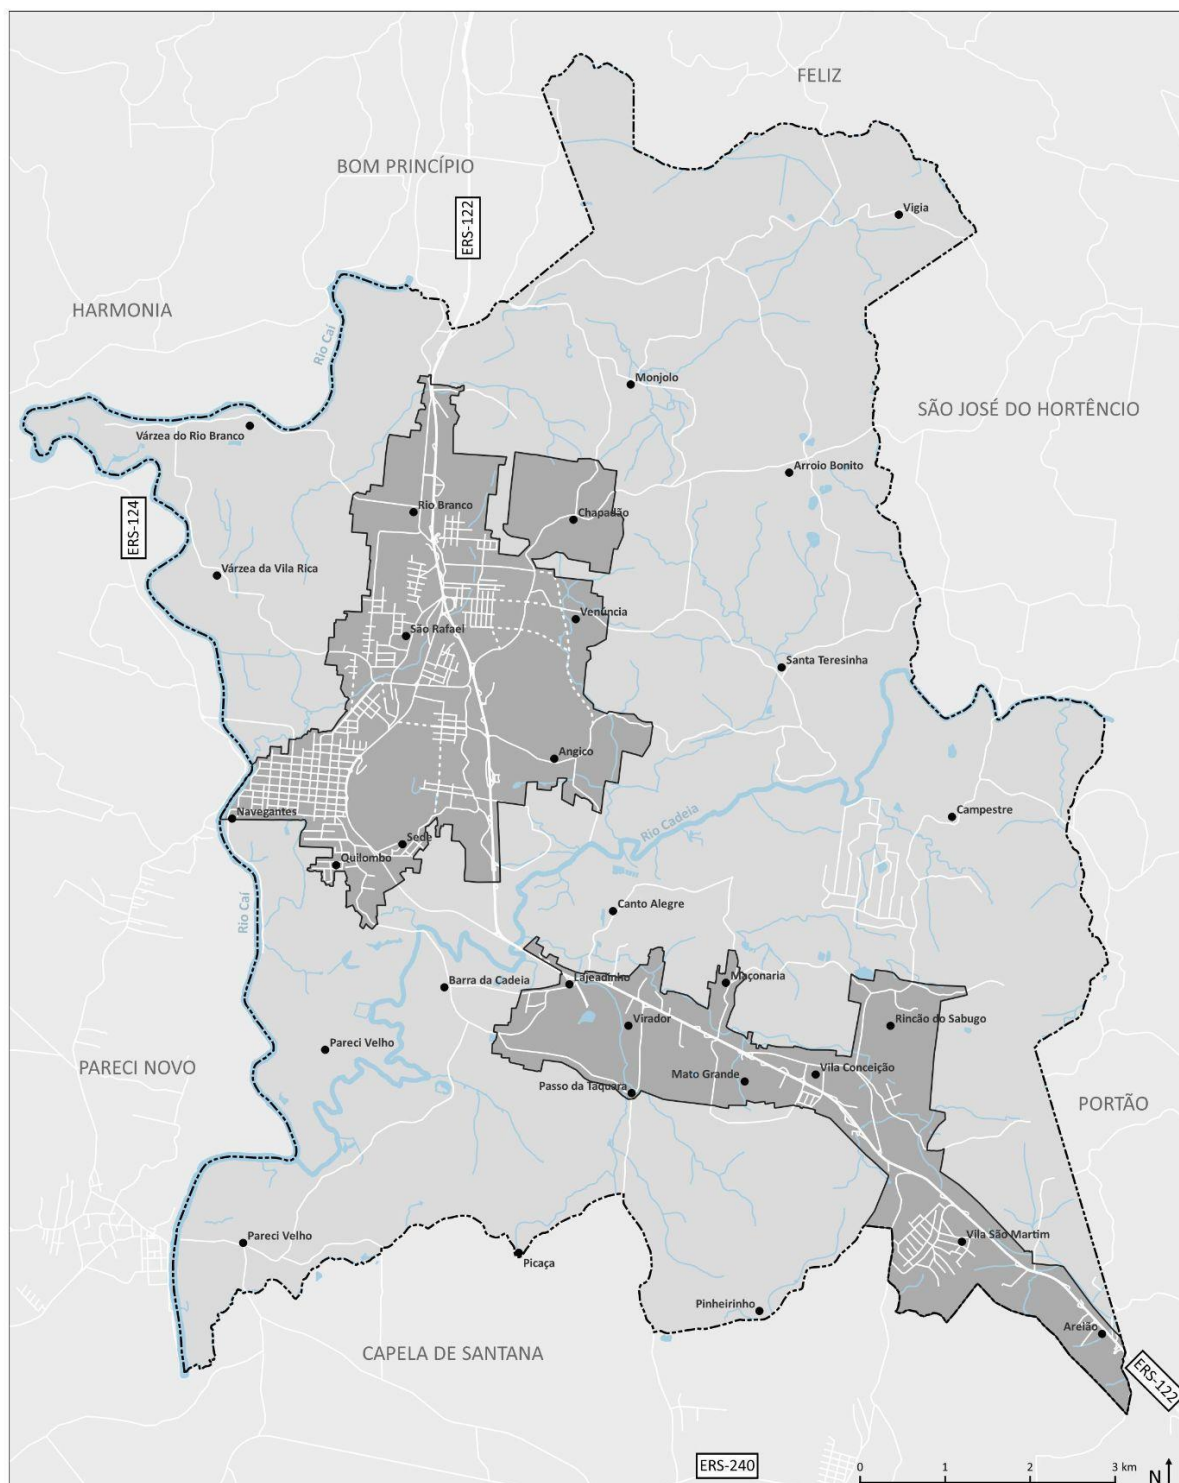 FELIZ
BOM PRINCÍPIO
ERS-122
Vigia
HARMONIA
Rio Caí
Monjolo
SÃO JOSÉ DO HORTÊNCIO
Várzea do Rio Branco
Arroio Bonito
ERS-124
Rio Branco
Chapadão
Várzea da Vila Rica
Venúncia
São Rafael
Santa Teresinha
Angico
Navegantes
Rio Cadeia
Campestre
Sede
Quilombo
Rio Caí
Canto Alegre
Barra da Cadeia
Lajeadinho
Maçonaria
Virador
Rincão do Sabugo
Pareci Velho
PARECI NOVO
Mato Grande
Vila Conceição
Passo da Taquara
PORTÃO
Pareci Velho
Vila São Martim
Picaça
Pinheirinho
Areião
CAPELA DE SANTANA
ERS-122
ERS-240
0 1 2 3 km
N